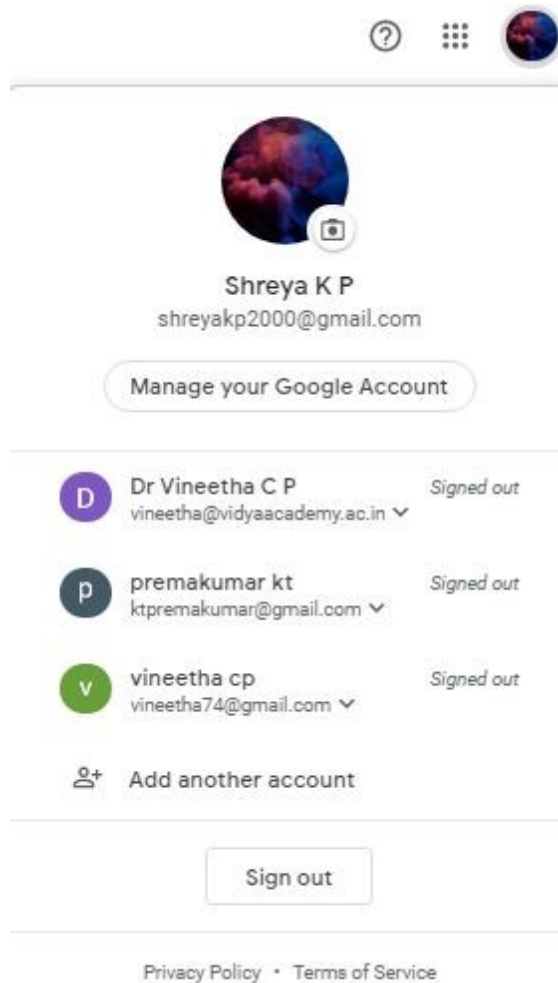 Shreya K P
shreyakp2000@gmail.com
Manage your Google Account
D
Dr Vineetha C P
Signed out
vineetha@vidyaacademy.ac.in
p
premakumar kt
Signed out
ktpremakumar@gmail.com
v
vineetha cp
Signed out
vineetha74@gmail.com
Add another account
Sign out
Privacy Policy • Terms of Service